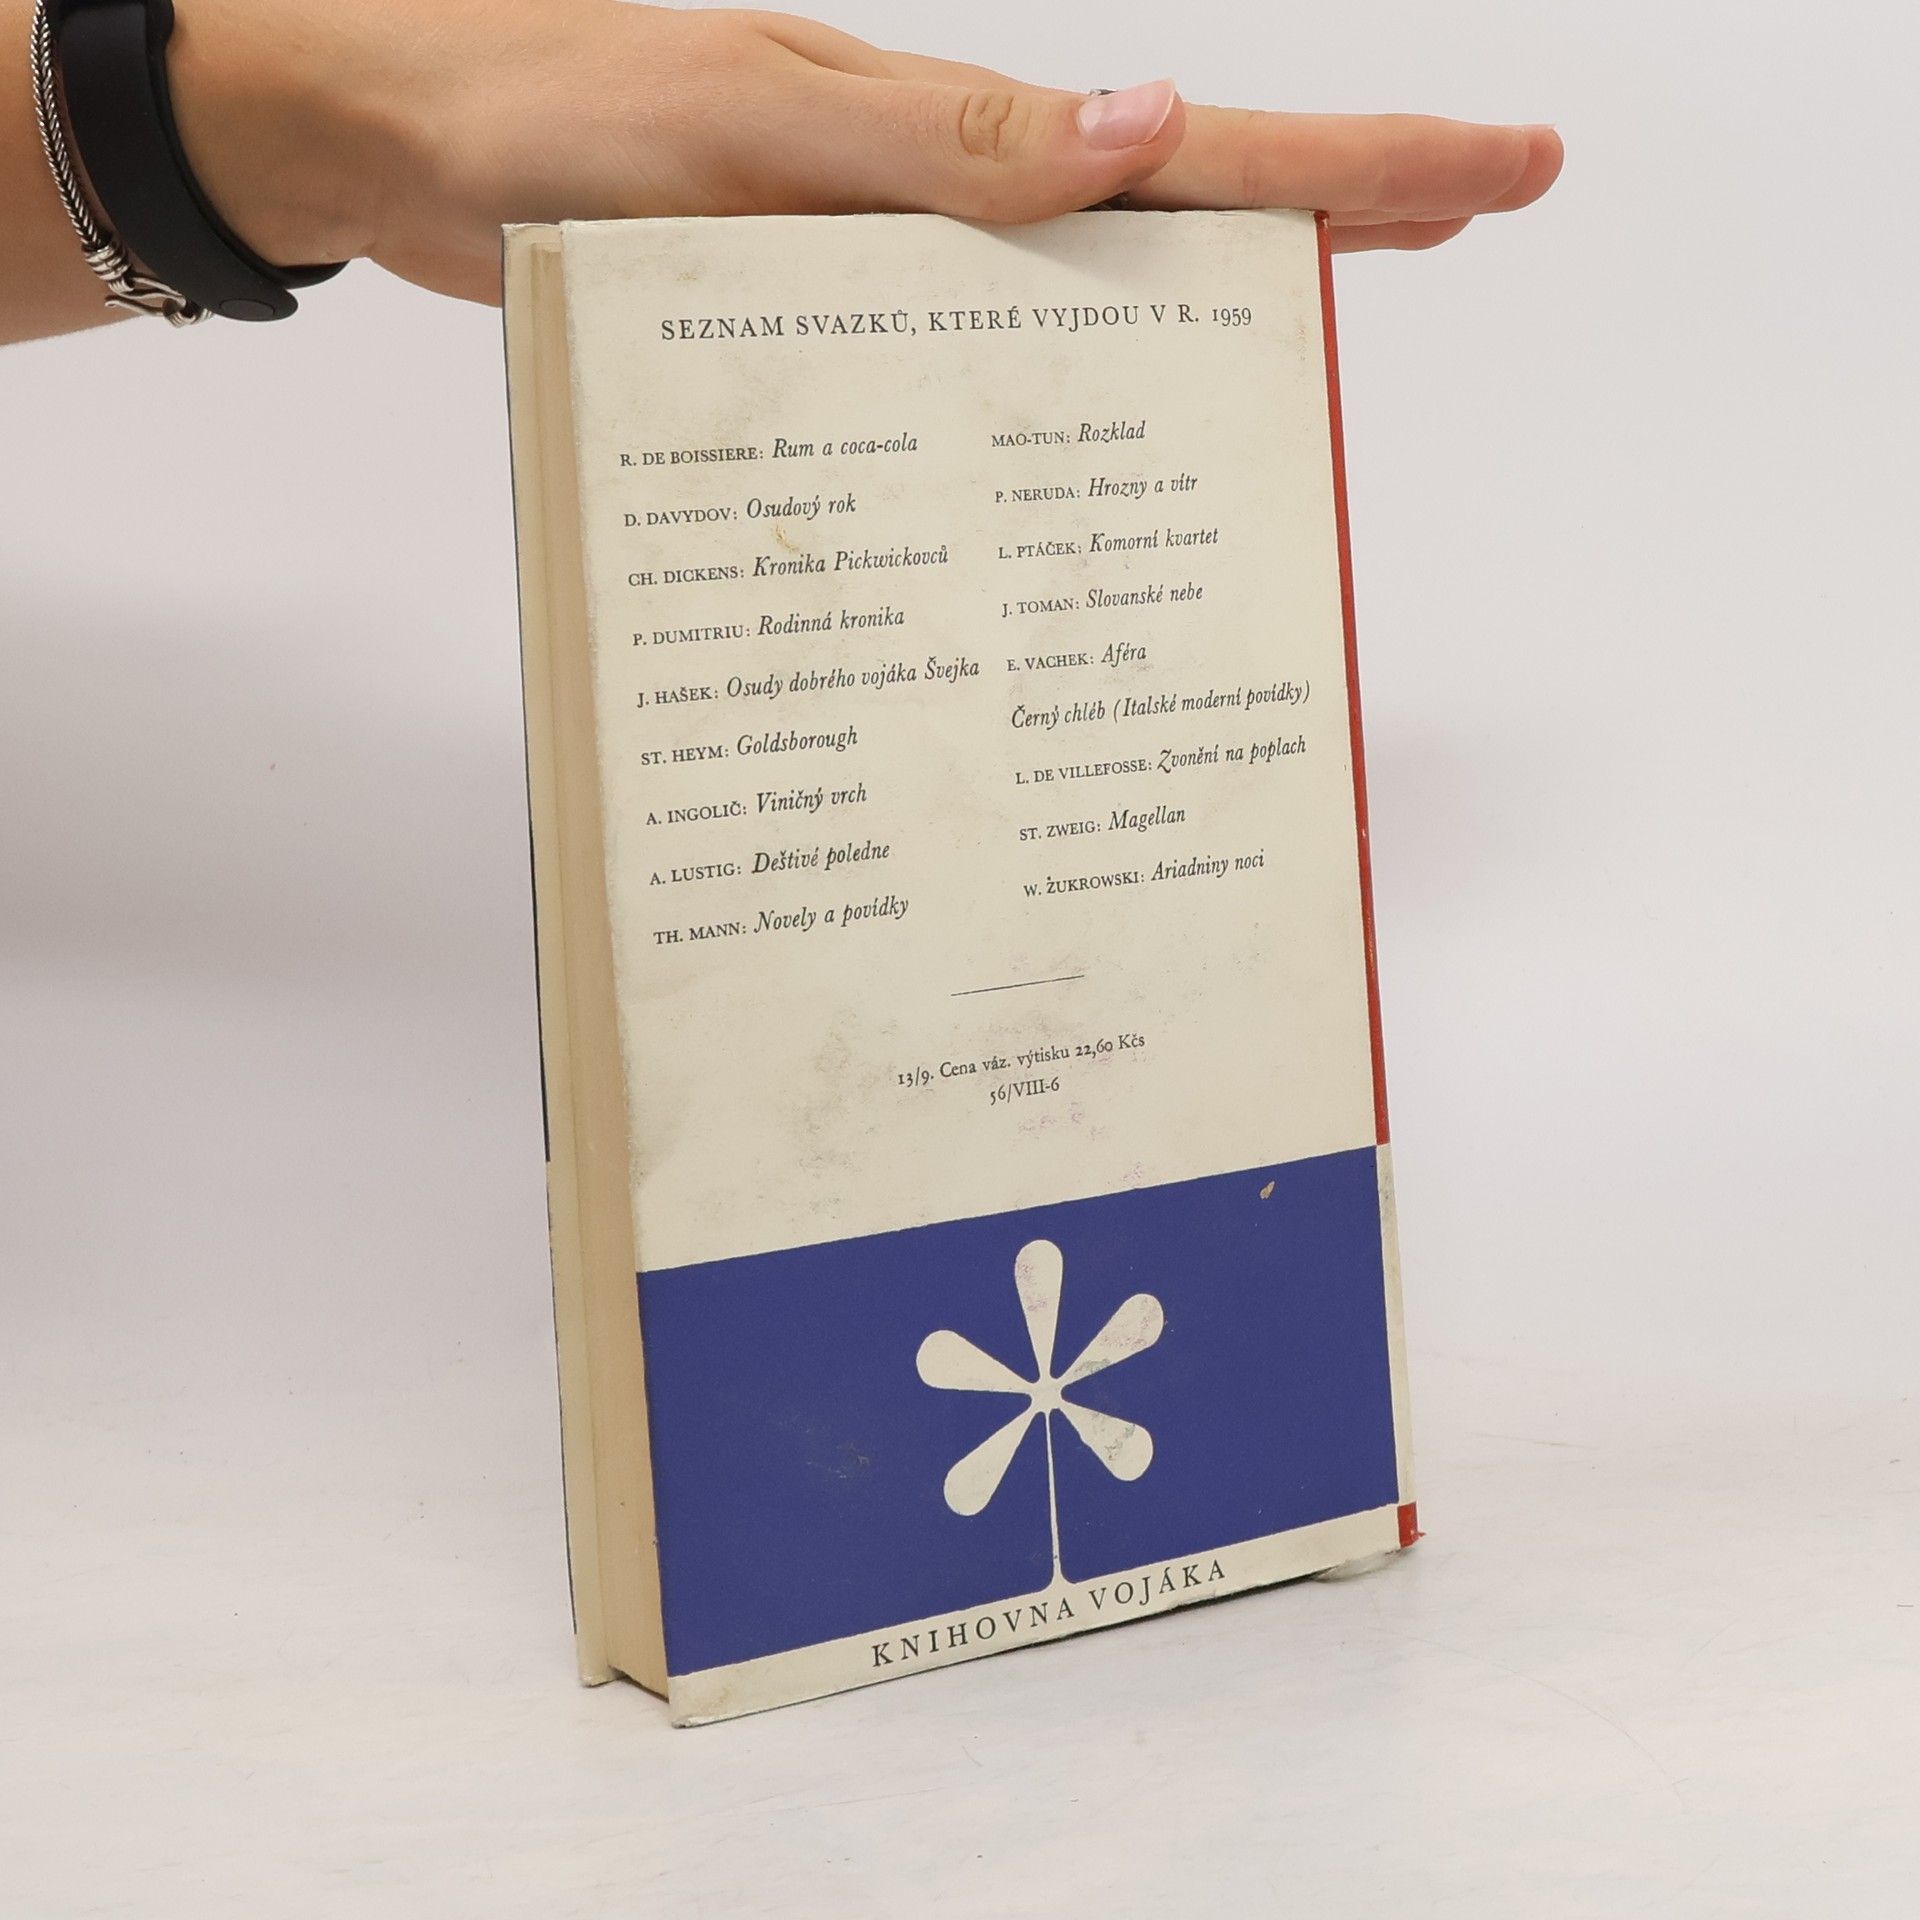 SEZNAM SVAZKŮ, KTERÉ VYJDOU V R. 1959
R. DE BOISSIERE: Rum a coca-cola
D. DAVYDOV: Osudový rok
CH. DICKENS: Kronika Pickwickovců
P. DUMITRIU: Rodinná kronika
J. HAŠEK: Osudy dobrého vojáka Švejka
ST. HEYM: Goldsborough
A. INGOLIČ: Viničný vrch
A. LUSTIG: Deštivé poledne
TH. MANN: Novely a povídky
MAO-TUN: Rozklad
P. NERUDA: Hrozny a vítr
L. PTÁČEK: Komorní kvartet
J. TOMAN: Slovanské nebe
E. VACHEK: Aféra
Černý chléb (Italské moderní povídky)
L. DE VILLEFOSSE: Zvonění na poplach
ST. ZWEIG: Magellan
W. ŻUKROWSKI: Ariadniny noci
13/9. Cena váz. výtisku 22,60 Kčs
56/VIII-6
KNIHOVNA VOJÁKA